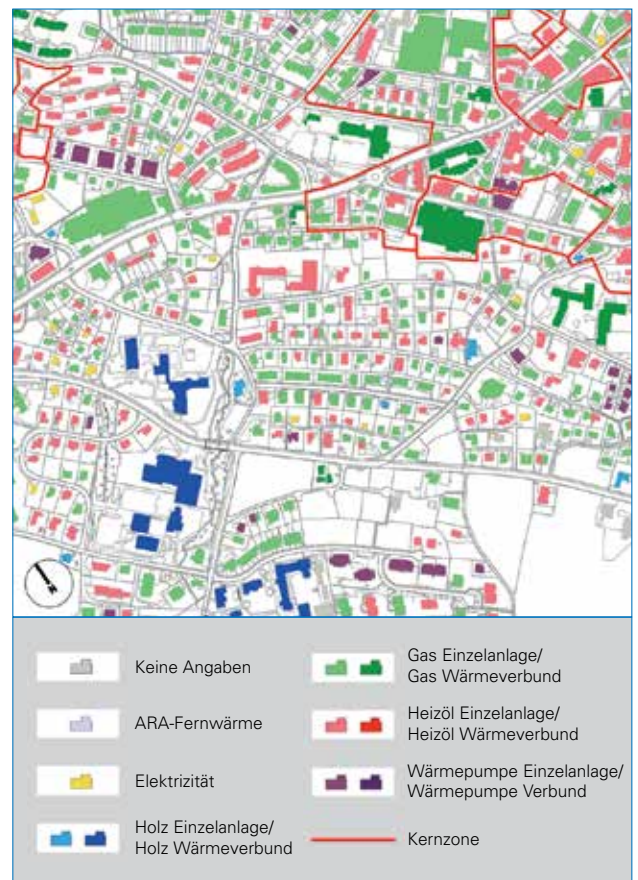 Keine Angaben
ARA-Fernwärme
Elektrizität
Holz Einzelanlage/
Holz Wärmeverbund
Gas Einzelanlage/
Gas Wärmeverbund
Heizöl Einzelanlage/
Heizöl Wärmeverbund
Wärmepumpe Einzelanlage/
Wärmepumpe Verbund
Kernzone